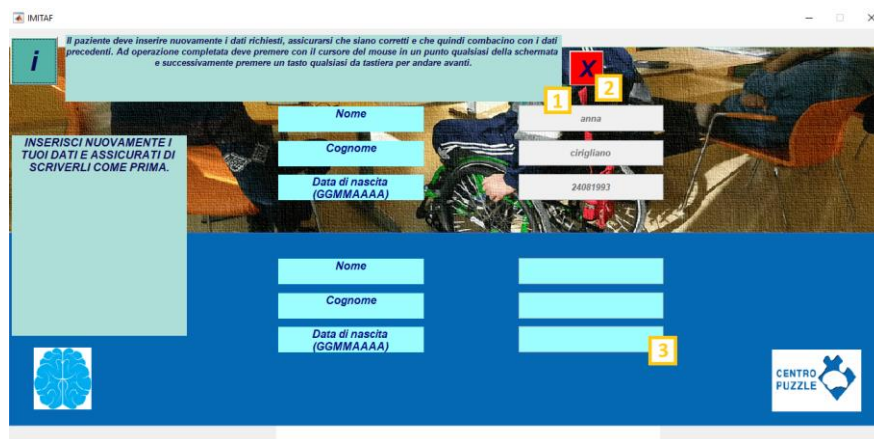 IMITAF
i
Il paziente deve inserire nuovamente i dati richiesti, assicurarsi che siano corretti e che quindi combacino con i dati
precedenti. Ad operazione completata deve premere con il cursore del mouse in un punto qualsiasi della schermata
e successivamente premere un tasto qualsiasi da tastiera per andare avanti.
X
1
2
INSERISCI NUOVAMENTE I
TUOI DATI E ASSICURATI DI
SCRIVERLI COME PRIMA.
Nome
anna
Cognome
cirigliano
Data di nascita
(GGMMAAAA)
24081993
Nome
Cognome
Data di nascita
(GGMMAAAA)
3
CENTRO
PUZZLE